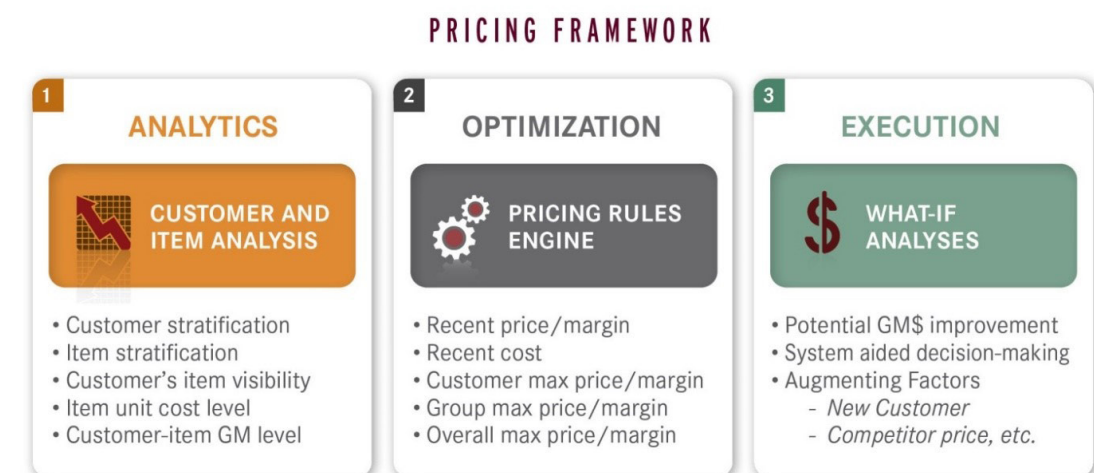 PRICING FRAMEWORK
1
ANALYTICS
CUSTOMER AND
ITEM ANALYSIS
• Customer stratification
• Item stratification
• Customer's item visibility
• Item unit cost level
• Customer-item GM level
2
OPTIMIZATION
PRICING RULES
ENGINE
• Recent price/margin
• Recent cost
• Customer max price/margin
• Group max price/margin
• Overall max price/margin
3
EXECUTION
$
WHAT-IF
ANALYSES
• Potential GM$ improvement
• System aided decision-making
• Augmenting Factors
- New Customer
- Competitor price, etc.